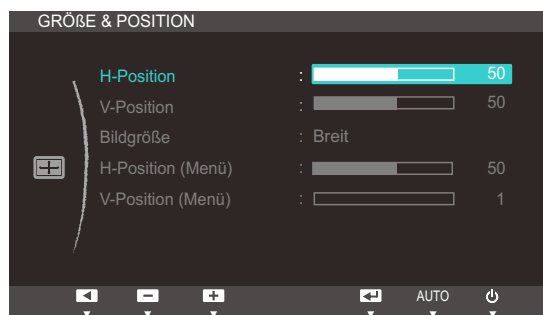 GRÖßE & POSITION
H-Position : 50
V-Position : 50
Bildgröße : Breit
H-Position (Menü) : 50
V-Position (Menü) : 1
AUTO